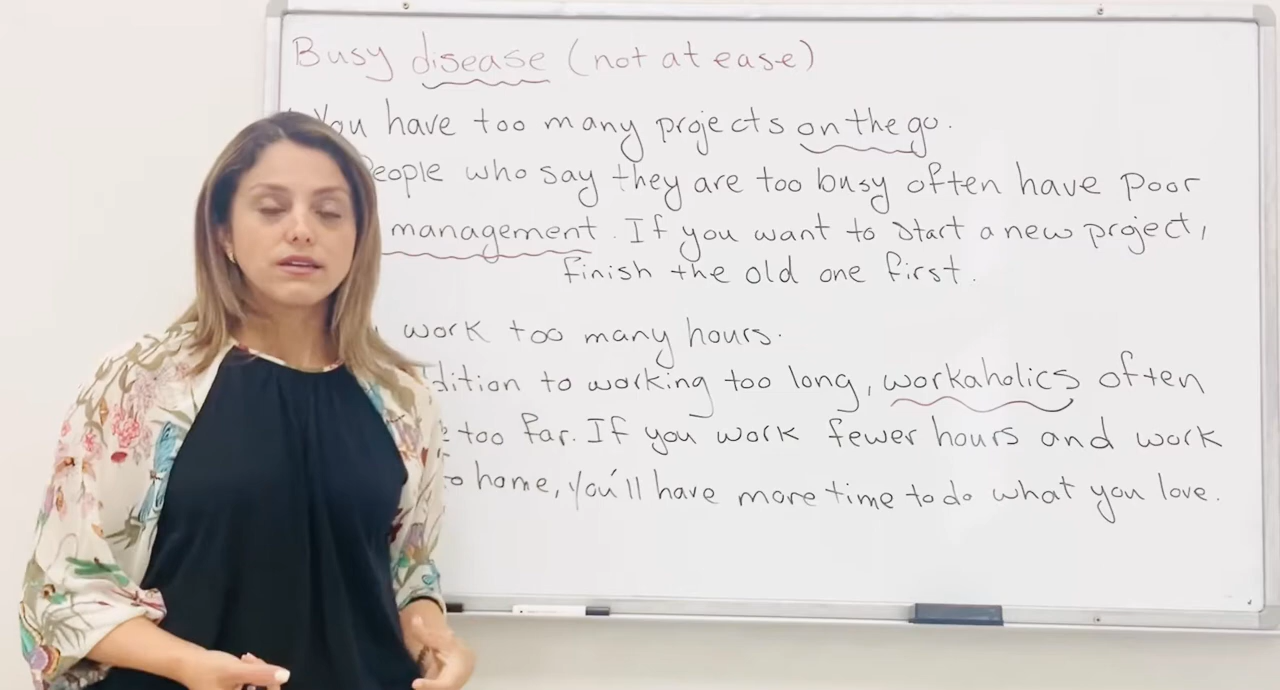 Busy disease (not at ease)
You have too many projects on the go.
People who say they are too busy often have poor
management. If you want to start a new project,
finish the old one first.
work too many hours.
dition to working too long, workaholics often
too far. If you work fewer hours and work
to home, you'll have more time to do what you love.